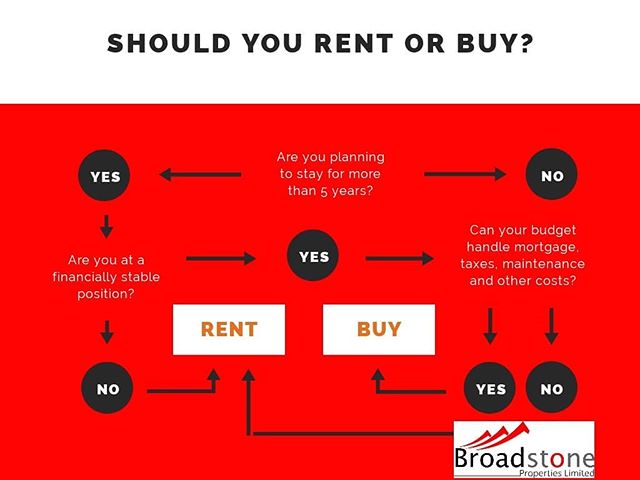 SHOULD YOU RENT OR BUY?
Are you planning
to stay for more
than 5 years?
YES
NO
Are you at a
financially stable
position?
YES
Can your budget
handle mortgage,
taxes, maintenance
and other costs?
RENT
BUY
NO
YES
NO
Broadstone
Properties Limited